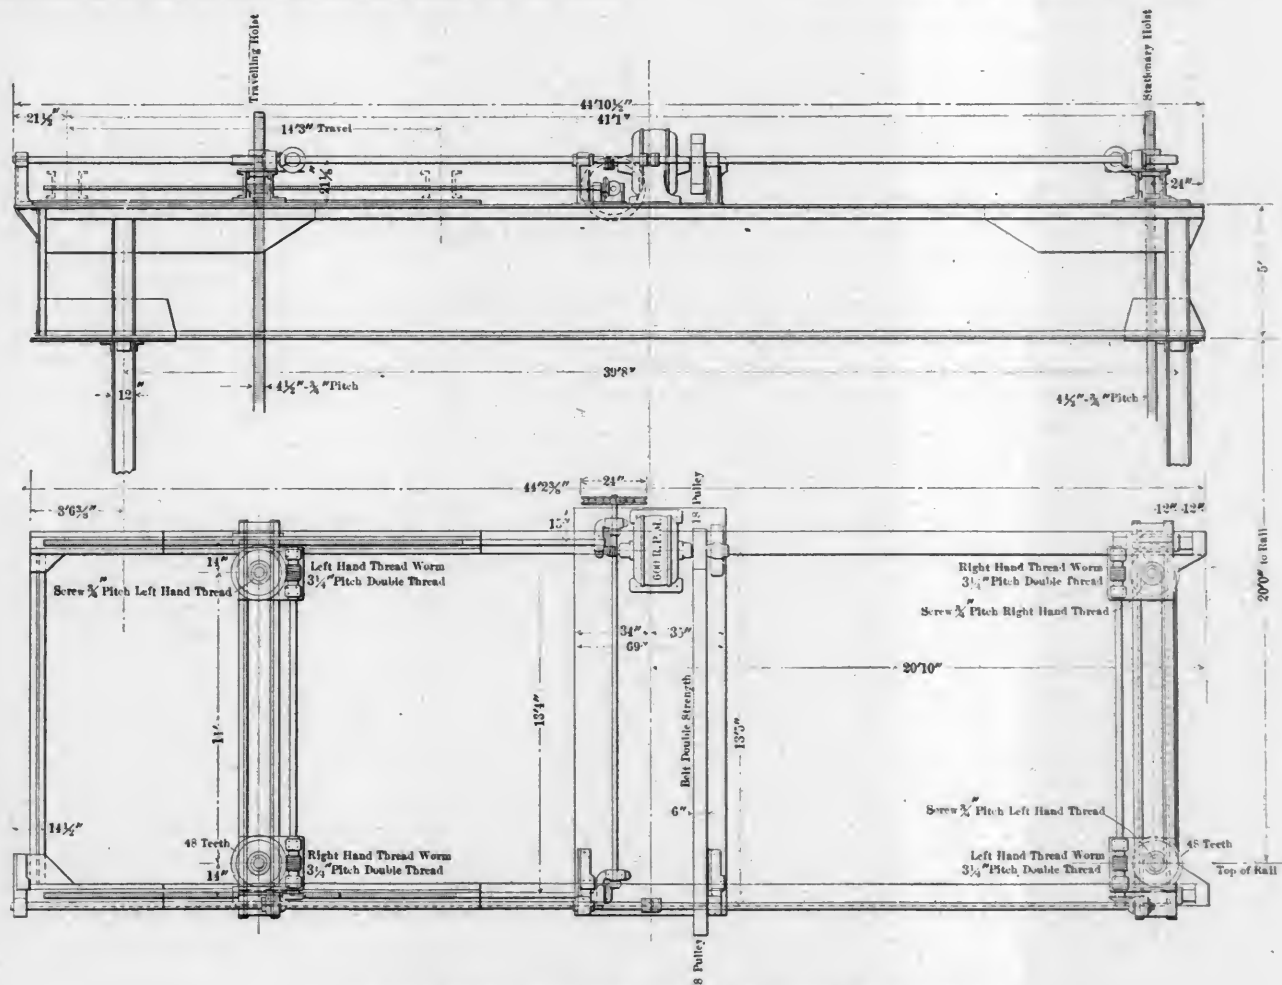 Travelling Hoist
Stationary Hoist
44'10½"
21½"
41'1"
14'3" Travel
21⅛"
24"
5'
39'8"
12"
4½"-¾"Pitch
4½"-¾"Pitch
20'0" to Rail
44'2⅜"
24"
18 Pulley
3'6⅜"
15"
12" 12"
600 R.P.M.
14"
Left Hand Thread Worm
3¼"Pitch Double Thread
Screw ¾" Pitch Left Hand Thread
Right Hand Thread Worm
3¼"Pitch Double Thread
Screw ¾" Pitch Right Hand Thread
34"
35"
69"
20'10"
11'
13'4"
Belt Double Strength
13'5"
6"
14½"
48 Teeth
14"
Right Hand Thread Worm
3¼"Pitch Double Thread
Screw ¾" Pitch Left Hand Thread
48 Teeth
Left Hand Thread Worm
3¼"Pitch Double Thread
Top of Rail
8 Pulley